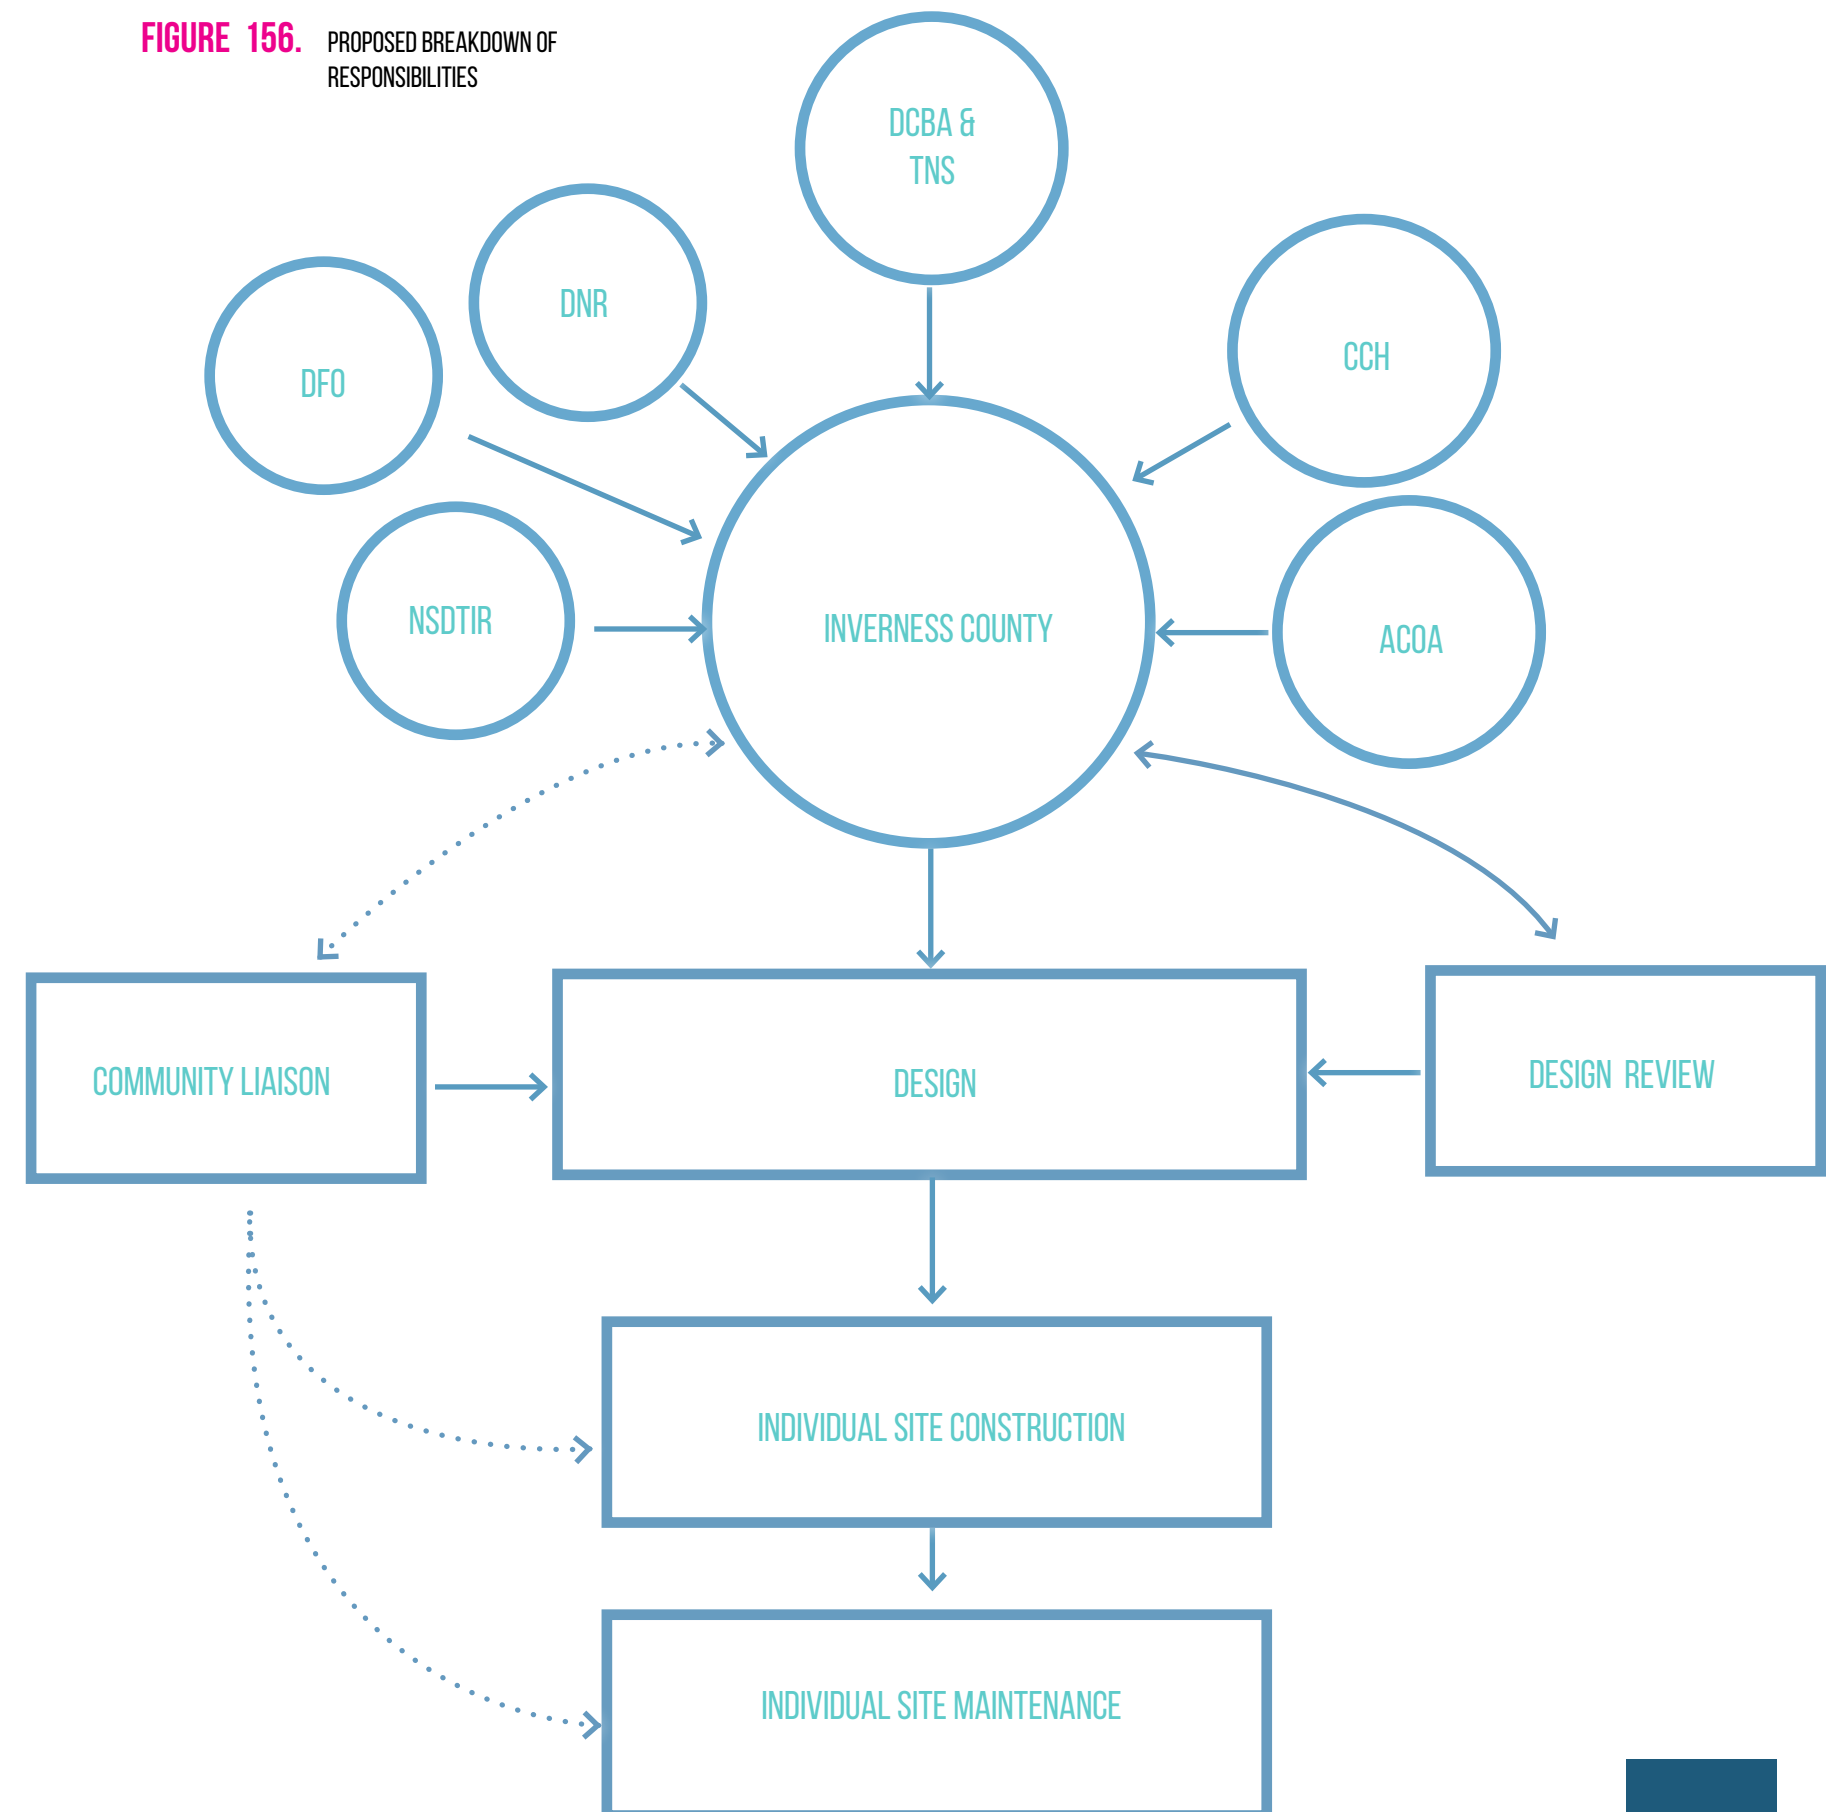 FIGURE 156. PROPOSED BREAKDOWN OF
RESPONSIBILITIES
DCBA &
TNS
DNR
DFO
CCH
NSDTIR
INVERNESS COUNTY
ACOA
COMMUNITY LIAISON
DESIGN
DESIGN REVIEW
INDIVIDUAL SITE CONSTRUCTION
INDIVIDUAL SITE MAINTENANCE